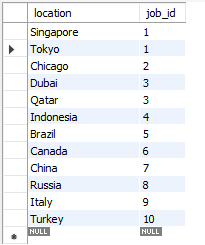 location job_id
Singapore 1
Tokyo 1
Chicago 2
Dubai 3
Qatar 3
Indonesia 4
Brazil 5
Canada 6
China 7
Russia 8
Italy 9
Turkey 10
NULL NULL